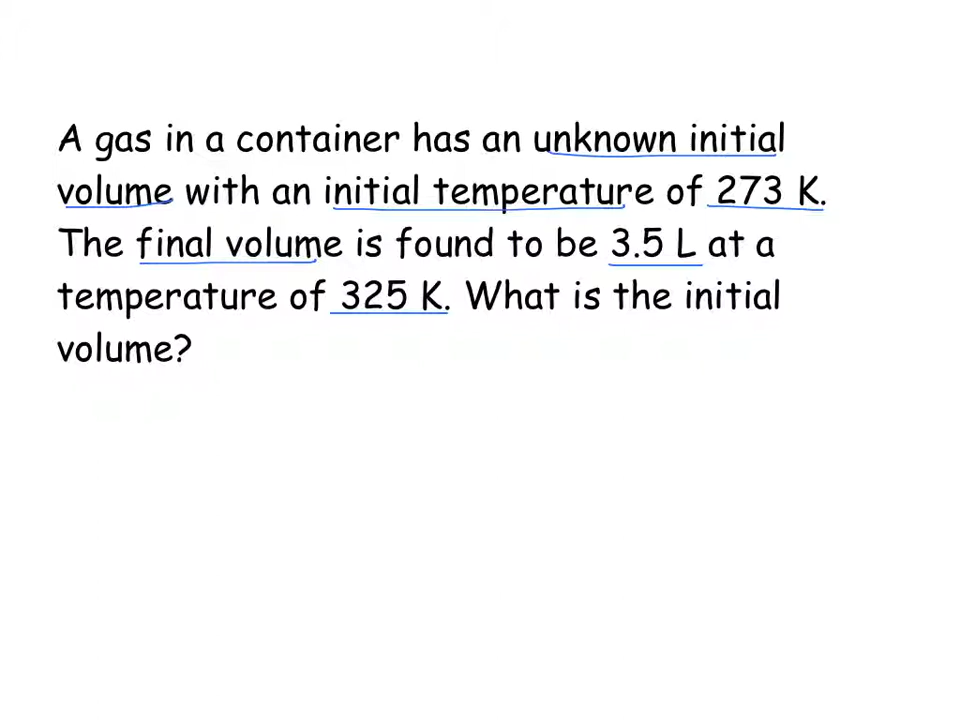 A gas in a container has an unknown initial
volume with an initial temperature of 273 K.
The final volume is found to be 3.5 L at a
temperature of 325 K. What is the initial
volume?